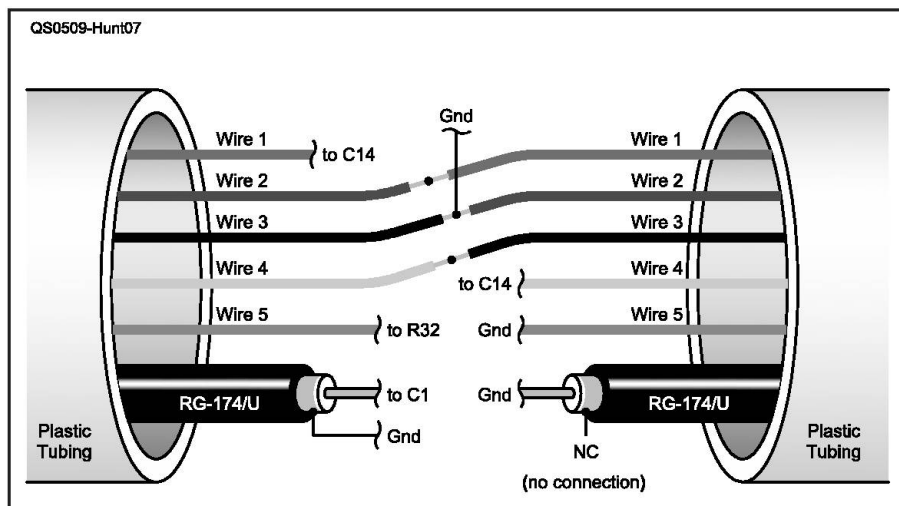 QS0509-Hunt07
Gnd
Wire 1
to C14
Wire 1
Wire 2
Wire 2
Wire 3
Wire 3
Wire 4
to C14
Wire 4
Wire 5
to R32
Gnd
Wire 5
RG-174/U
to C1
Gnd
RG-174/U
Gnd
Plastic
Tubing
NC
(no connection)
Plastic
Tubing